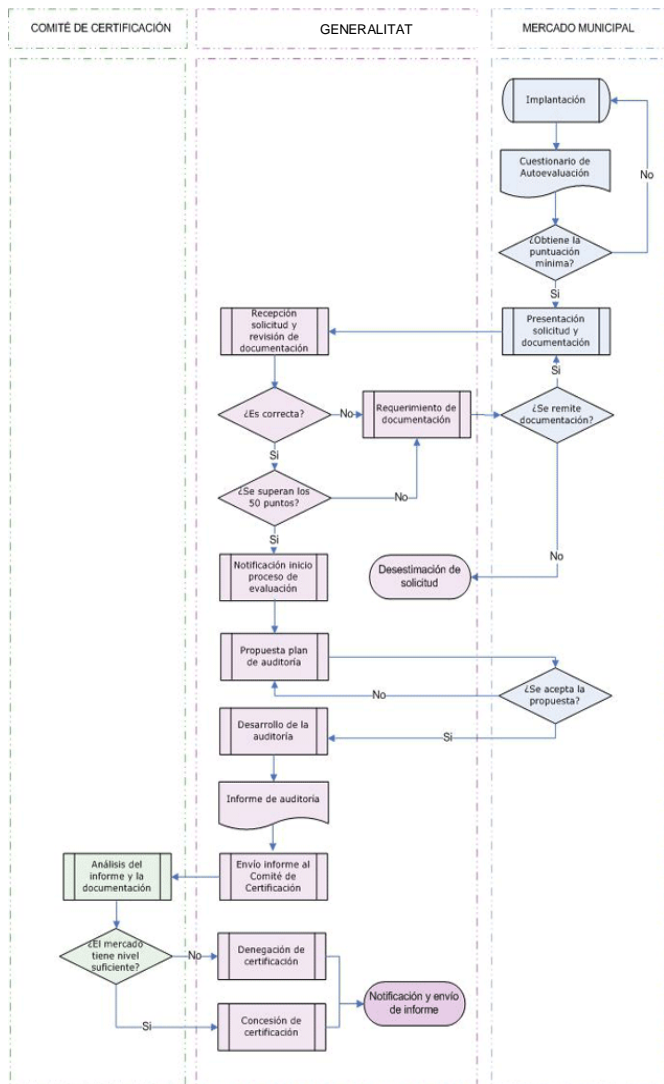 COMITÉ DE CERTIFICACIÓN
GENERALITAT
MERCADO MUNICIPAL
Implantación
Cuestionario de
Autoevaluación
No
¿Obtiene la
puntuación
mínima?
Si
Recepción
solicitud y
revisión de
documentación
Presentación
solicitud y
documentación
Si
¿Es correcta?
No
Requerimiento de
documentación
¿Se remite
documentación?
Si
¿Se superan los
50 puntos?
No
Si
No
Notificación inicio
proceso de
evaluación
Desestimación de
solicitud
Propuesta plan
de auditoría
¿Se acepta la
propuesta?
No
Desarrollo de la
auditoría
Si
Informe de auditoría
Análisis del
informe y la
documentación
Envío informe al
Comité de
Certificación
¿El mercado
tiene nivel
suficiente?
No
Denegación de
certificación
Notificación y envío
de informe
Si
Concesión de
certificación